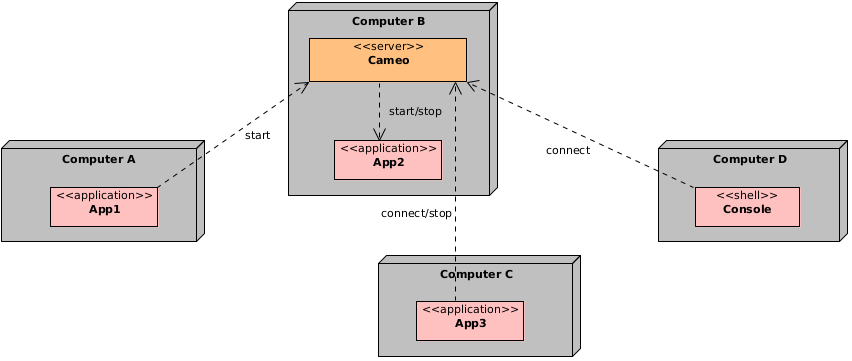 Computer B
<<server>>
Cameo
start/stop
<<application>>
App2
start
connect
Computer A
<<application>>
App1
Computer D
<<shell>>
Console
connect/stop
Computer C
<<application>>
App3